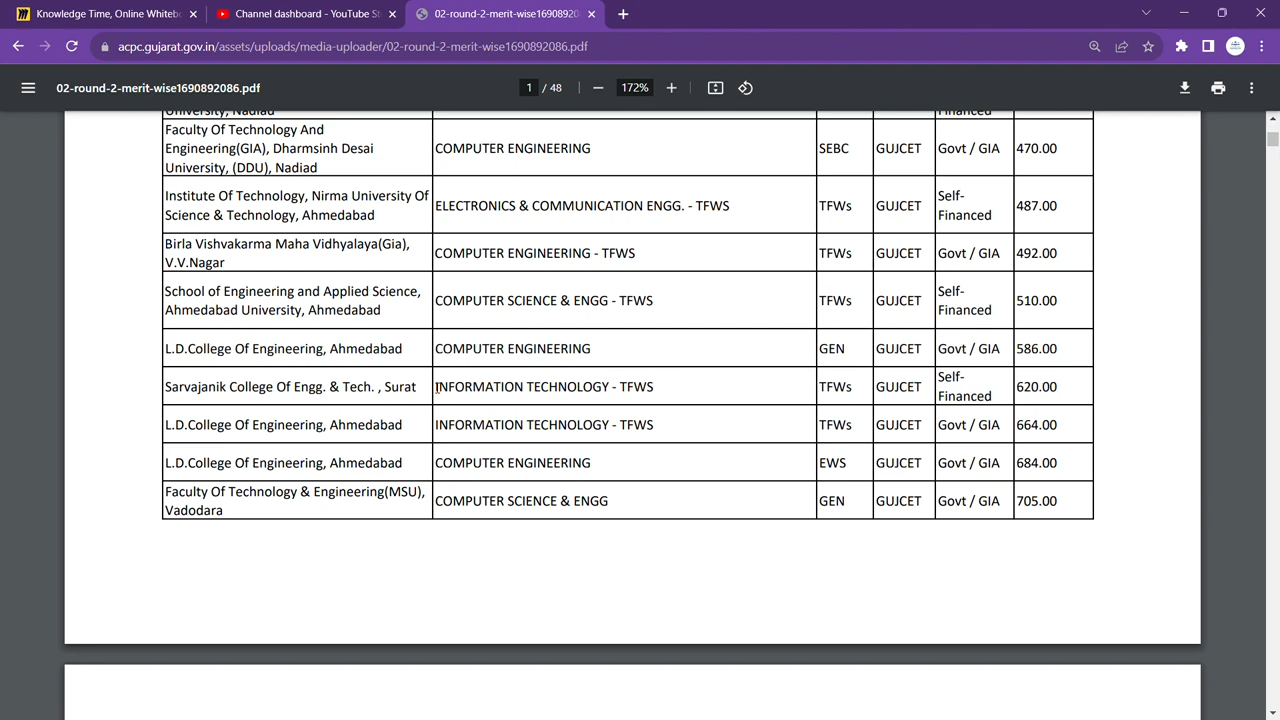 Knowledge Time, Online Whitebo
Channel dashboard - YouTube St
02-round-2-merit-wise1690892086
acpc.gujarat.gov.in/assets/uploads/media-uploader/02-round-2-merit-wise1690892086.pdf
02-round-2-merit-wise1690892086.pdf
1 / 48
172%
University, Nadiad
Financed
Faculty Of Technology And
Engineering(GIA), Dharmsinh Desai
University, (DDU), Nadiad
COMPUTER ENGINEERING
SEBC
GUJCET
Govt / GIA
470.00
Institute Of Technology, Nirma University Of
Science & Technology, Ahmedabad
ELECTRONICS & COMMUNICATION ENGG. - TFWS
TFWs
GUJCET
Self-
Financed
487.00
Birla Vishvakarma Maha Vidhyalaya(Gia),
V.V.Nagar
COMPUTER ENGINEERING - TFWS
TFWs
GUJCET
Govt / GIA
492.00
School of Engineering and Applied Science,
Ahmedabad University, Ahmedabad
COMPUTER SCIENCE & ENGG - TFWS
TFWs
GUJCET
Self-
Financed
510.00
L.D.College Of Engineering, Ahmedabad
COMPUTER ENGINEERING
GEN
GUJCET
Govt / GIA
586.00
Sarvajanik College Of Engg. & Tech. , Surat
INFORMATION TECHNOLOGY - TFWS
TFWs
GUJCET
Self-
Financed
620.00
L.D.College Of Engineering, Ahmedabad
INFORMATION TECHNOLOGY - TFWS
TFWs
GUJCET
Govt / GIA
664.00
L.D.College Of Engineering, Ahmedabad
COMPUTER ENGINEERING
EWS
GUJCET
Govt / GIA
684.00
Faculty Of Technology & Engineering(MSU),
Vadodara
COMPUTER SCIENCE & ENGG
GEN
GUJCET
Govt / GIA
705.00